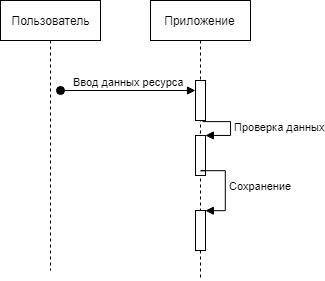 Пользователь
Приложение
Ввод данных ресурса
Проверка данных
Сохранение